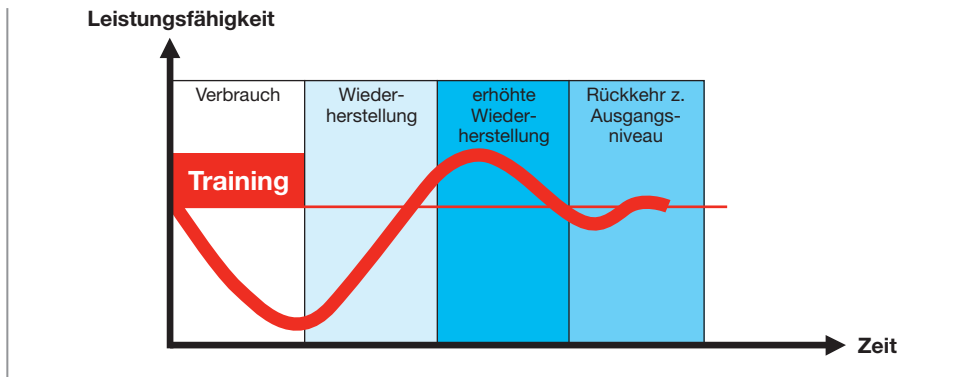 Leistungsfähigkeit
Verbrauch
Wieder-
herstellung
erhöhte
Wieder-
herstellung
Rückkehr z.
Ausgangs-
niveau
Training
Zeit